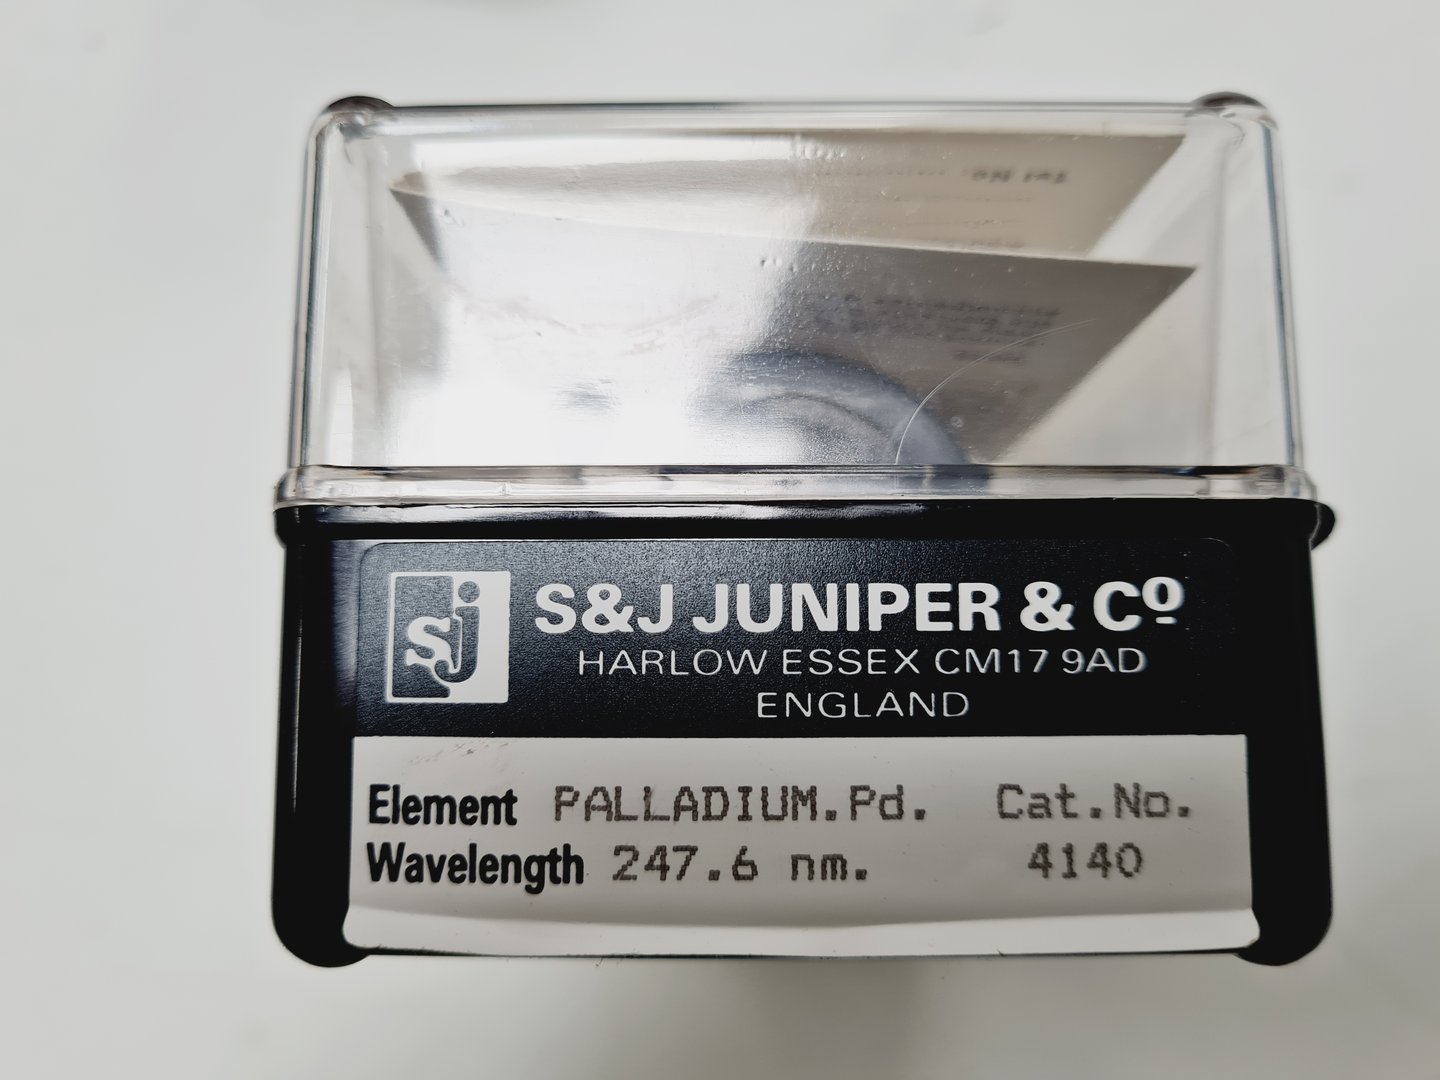 sj
S&J JUNIPER & Cº
HARLOW ESSEX CM17 9AD
ENGLAND
Element PALLADIUM.Pd. Cat.No.
Wavelength 247.6 nm. 4140